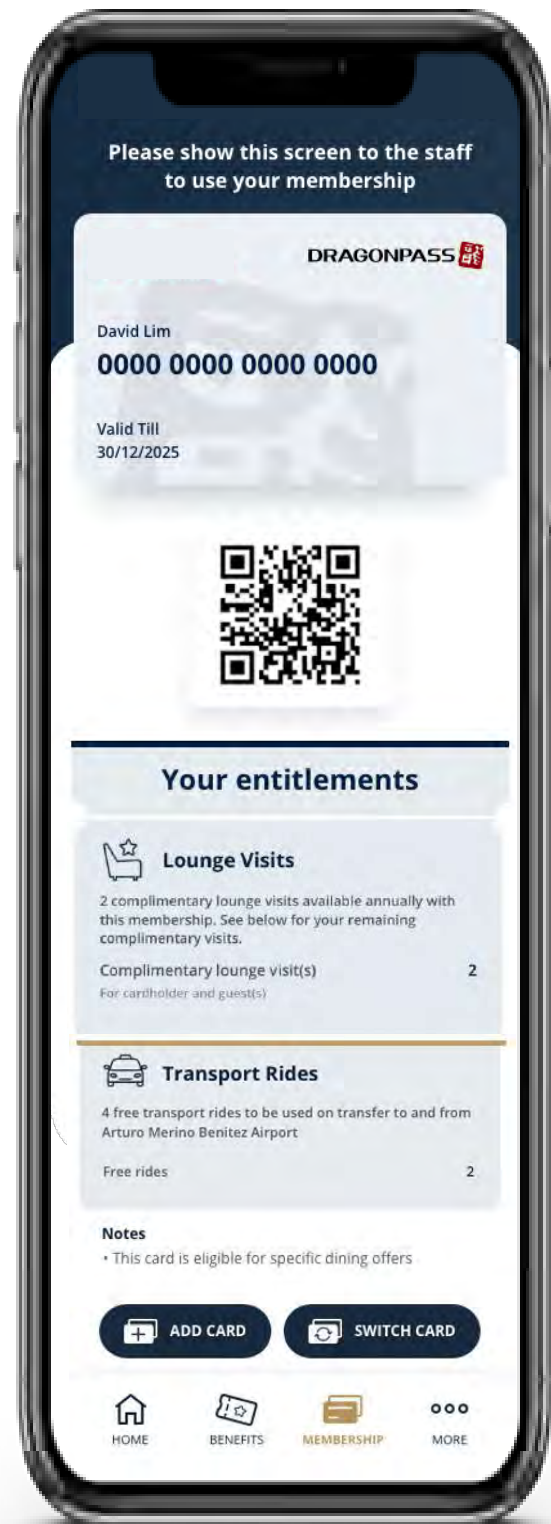 Please show this screen to the staff
to use your membership
DRAGONPASS
David Lim
0000 0000 0000 0000
Valid Till
30/12/2025
Your entitlements
Lounge Visits
2 complimentary lounge visits available annually with
this membership. See below for your remaining
complimentary visits.
Complimentary lounge visit(s) 2
For cardholder and guest(s)
Transport Rides
4 free transport rides to be used on transfer to and from
Arturo Merino Benitez Airport
Free rides 2
Notes
• This card is eligible for specific dining offers
ADD CARD SWITCH CARD
HOME BENEFITS MEMBERSHIP MORE